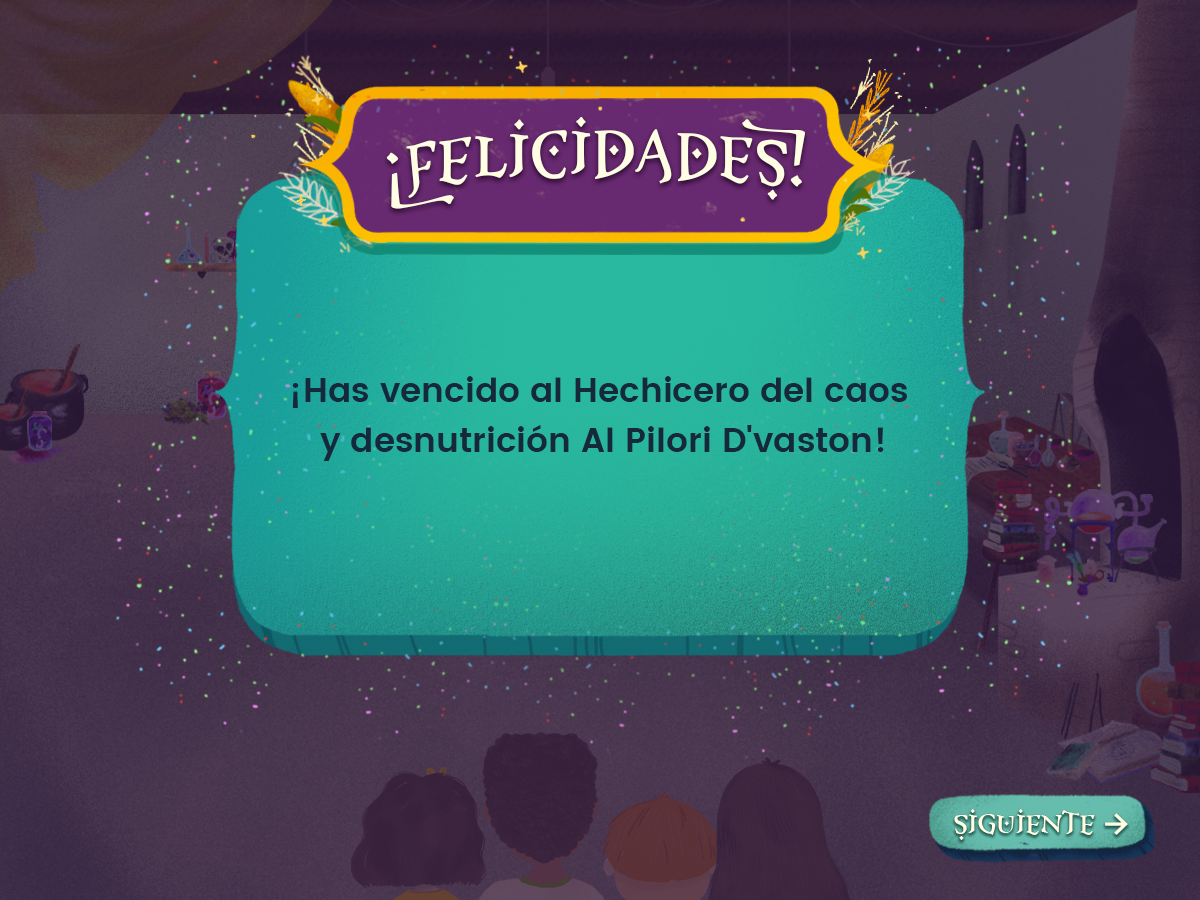 ¡FELICIDADES!
¡Has vencido al Hechicero del caos
y desnutrición Al Pilori D'vaston!
SIGUIENTE →